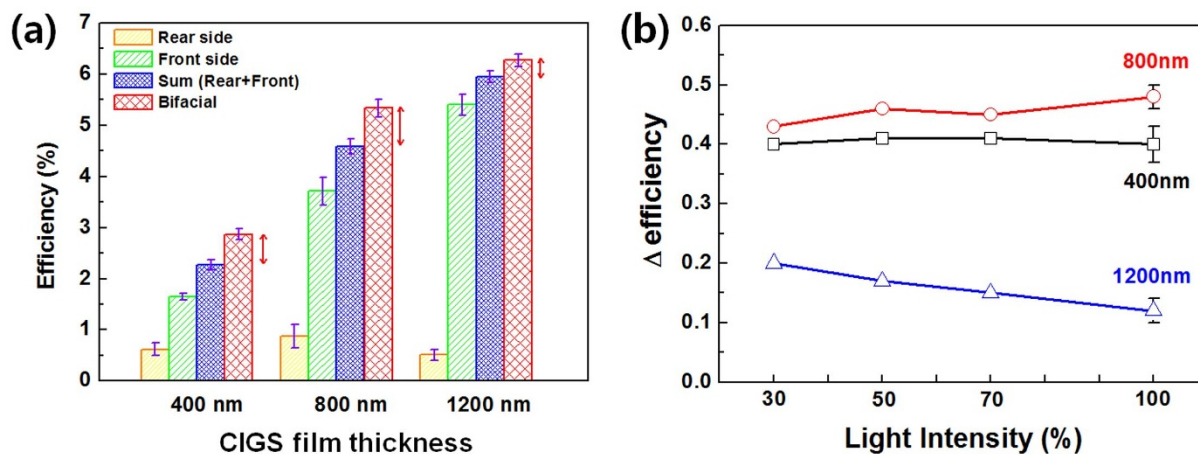 (a)
7
6
5
4
3
2
1
0
Efficiency (%)
Rear side
Front side
Sum (Rear+Front)
Bifacial
400 nm 800 nm 1200 nm
CIGS film thickness
(b)
0.6
0.5
0.4
0.3
0.2
0.1
0.0
Δ efficiency
800nm
400nm
1200nm
30 50 70 100
Light Intensity (%)